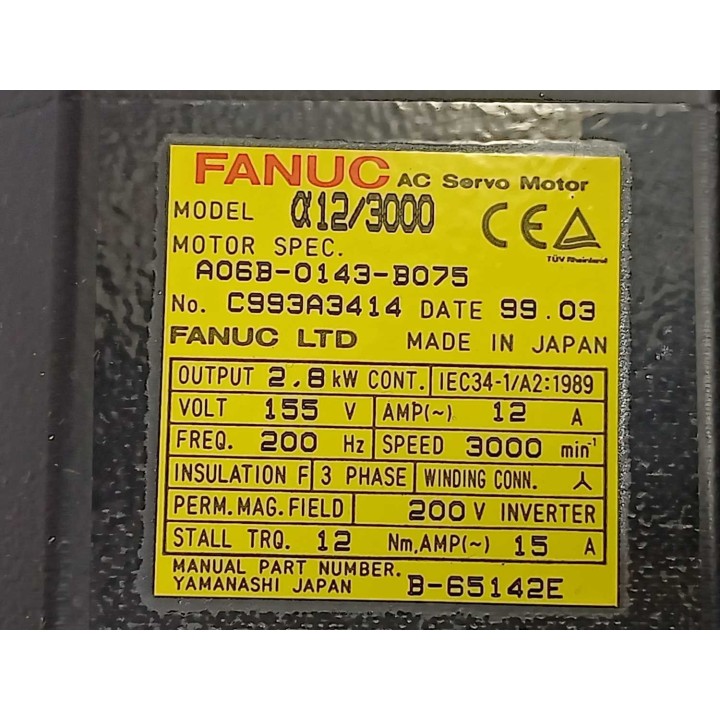 FANUC AC Servo Motor
MODEL α12/3000
CE
TÜV Rheinland
MOTOR SPEC.
A06B-0143-B075
No. C993A3414 DATE 99.03
FANUC LTD MADE IN JAPAN
OUTPUT 2.8 kW CONT. IEC34-1/A2:1989
VOLT 155 V AMP(~) 12 A
FREQ. 200 Hz SPEED 3000 min⁻¹
INSULATION F 3 PHASE WINDING CONN. 人
PERM.MAG.FIELD 200 V INVERTER
STALL TRQ. 12 Nm,AMP(~) 15 A
MANUAL PART NUMBER.
YAMANASHI JAPAN B-65142E